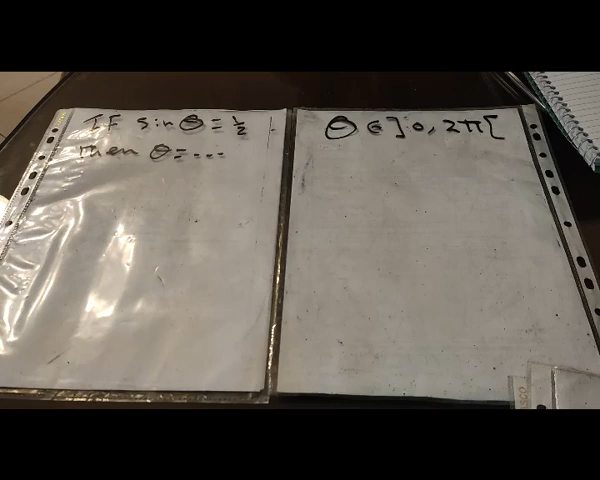 IF sinθ = 1/2
Then θ = ...
θ ∈ ]0, 2π[